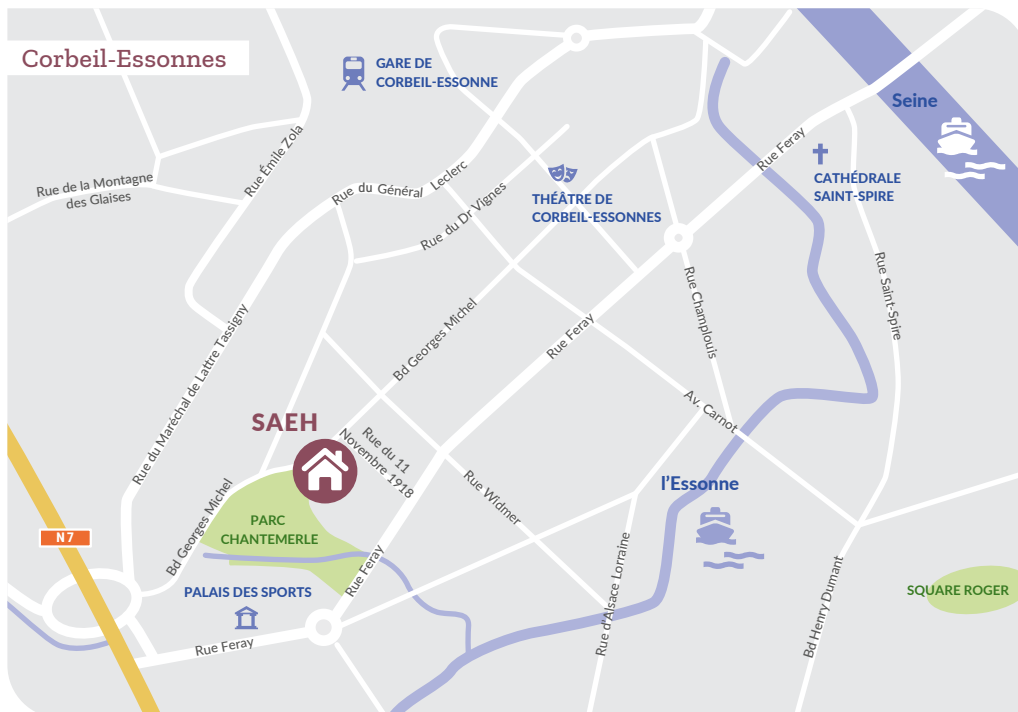 Corbeil-Essonnes
GARE DE
CORBEIL-ESSONNE
Seine
Rue Émile Zola
Rue de la Montagne
des Glaises
Rue du Général Leclerc
Rue du Dr Vignes
THÉÂTRE DE
CORBEIL-ESSONNES
Rue Feray
CATHÉDRALE
SAINT-SPIRE
Rue Saint-Spire
Rue Champlouis
Bd Georges Michel
Rue Feray
Rue du Maréchal de Lattre Tassigny
Av. Carnot
SAEH
Rue du 11
Novembre 1918
Rue Widmer
l'Essonne
Bd Georges Michel
PARC
CHANTEMERLE
N7
Rue Feray
PALAIS DES SPORTS
Rue Feray
Rue d'Alsace Lorraine
Bd Henry Dumant
SQUARE ROGER